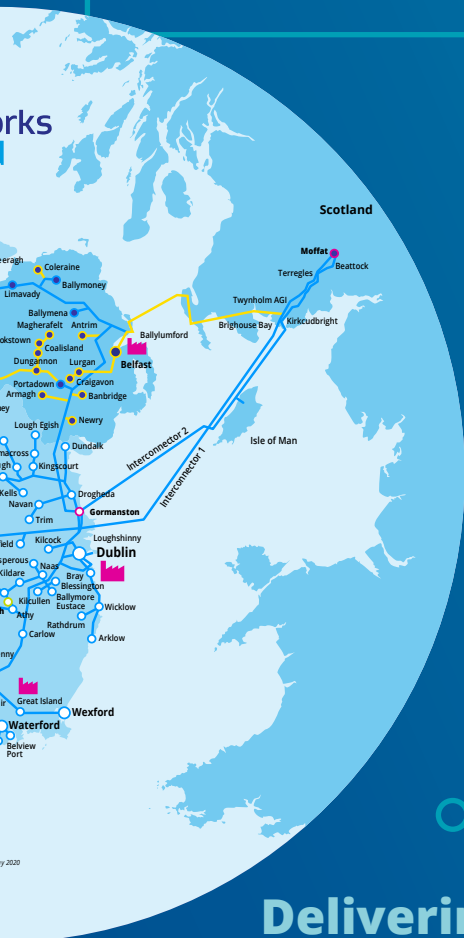 orks
Scotland
Moffat
Beattock
Terregles
eeragh
Coleraine
Ballymoney
Limavady
Twynholm AGI
Ballymena
Magherafelt
Antrim
Brighouse Bay
Kirkcudbright
okstown
Coalisland
Ballylumford
Dungannon
Lurgan
Belfast
Portadown
Craigavon
Armagh
Banbridge
ney
Newry
Lough Egish
Isle of Man
Dundalk
Interconnector 2
macross
Interconnector 1
gh
Kingscourt
Kells
Drogheda
Navan
Gormanston
Trim
Loughshinny
Kilcock
field
Dublin
sperous
Naas
Kildare
Bray
Blessington
Ballymore
Eustace
Kilcullen
h
Athy
Wicklow
Rathdrum
Carlow
Arklow
enny
ir
Great Island
Wexford
Waterford
Belview
Port
y 2020
Deliverin